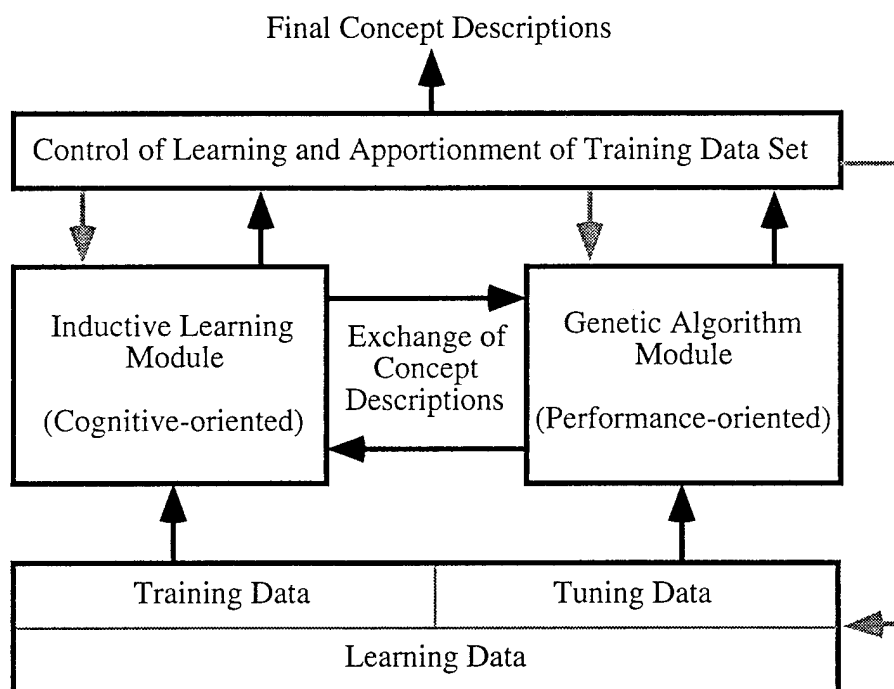 Final Concept Descriptions
Control of Learning and Apportionment of Training Data Set
Inductive Learning
Module
(Cognitive-oriented)
Exchange of
Concept
Descriptions
Genetic Algorithm
Module
(Performance-oriented)
Training Data
Tuning Data
Learning Data